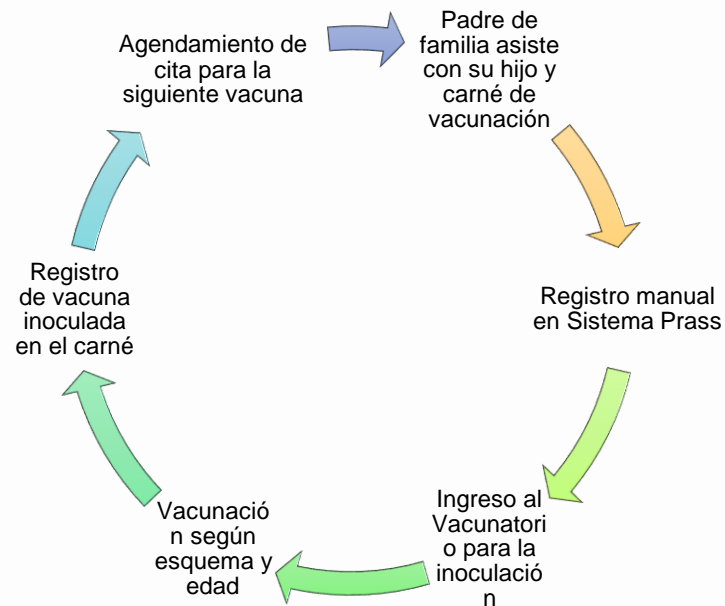 Padre de
familia asiste
con su hijo y
carné de
vacunación
Registro manual
en Sistema Prass
Ingreso al
Vacunatori
o para la
inoculació
n
Vacunació
n según
esquema y
edad
Registro
de vacuna
inoculada
en el carné
Agendamiento de
cita para la
siguiente vacuna